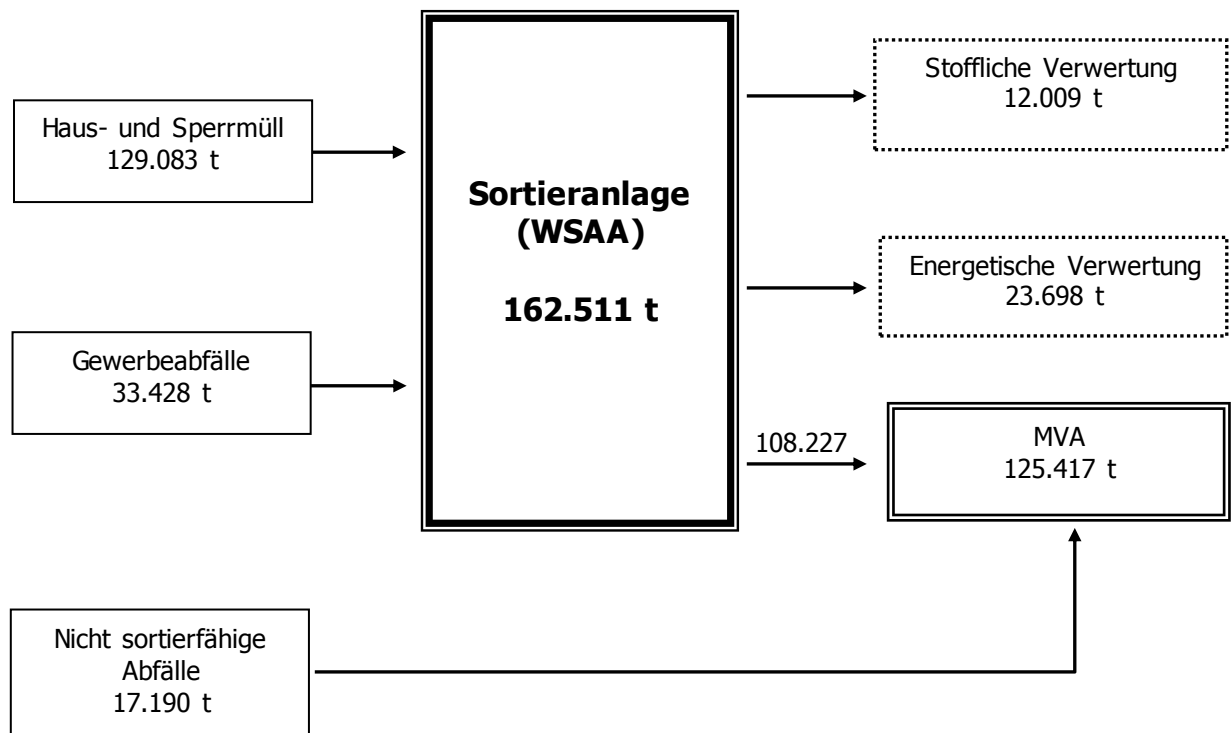 Haus- und Sperrmüll
129.083 t
Gewerbeabfälle
33.428 t
Nicht sortierfähige
Abfälle
17.190 t
Sortieranlage
(WSAA)
162.511 t
Stoffliche Verwertung
12.009 t
Energetische Verwertung
23.698 t
108.227
MVA
125.417 t